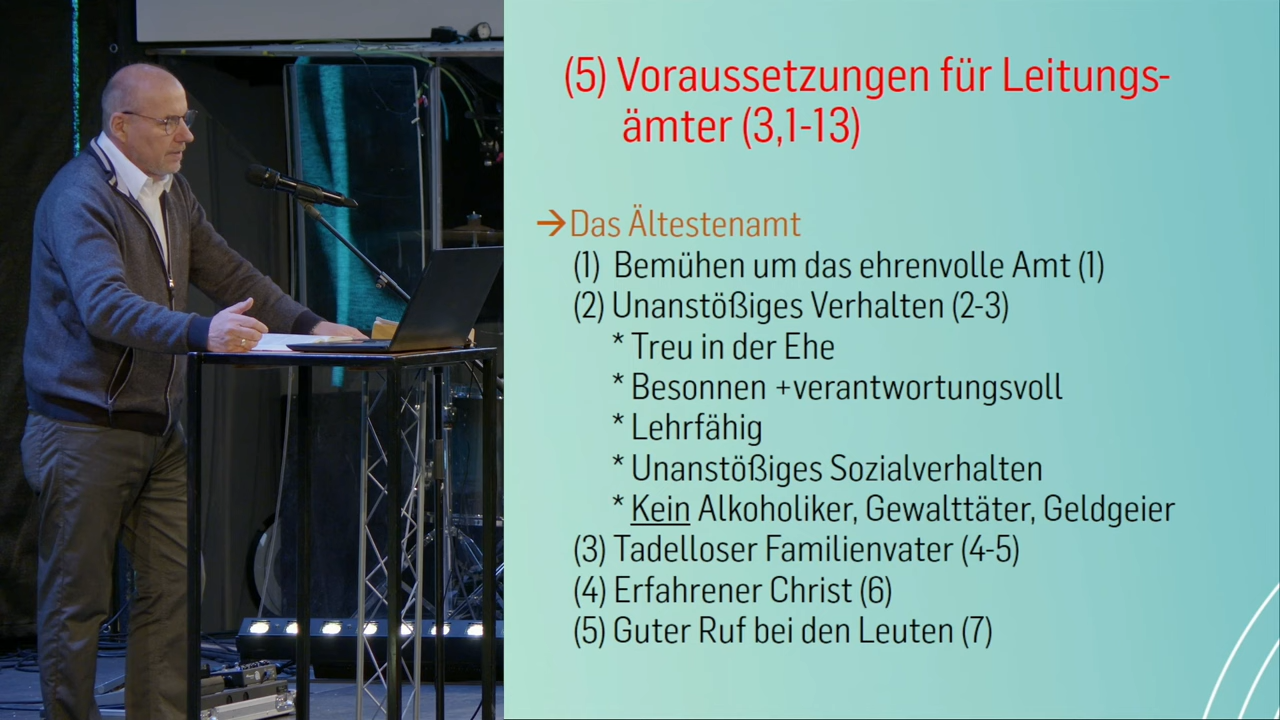 (5) Voraussetzungen für Leitungs-
ämter (3,1-13)
→Das Ältestenamt
(1) Bemühen um das ehrenvolle Amt (1)
(2) Unanstößiges Verhalten (2-3)
* Treu in der Ehe
* Besonnen +verantwortungsvoll
* Lehrfähig
* Unanstößiges Sozialverhalten
* Kein Alkoholiker, Gewalttäter, Geldgeier
(3) Tadelloser Familienvater (4-5)
(4) Erfahrener Christ (6)
(5) Guter Ruf bei den Leuten (7)